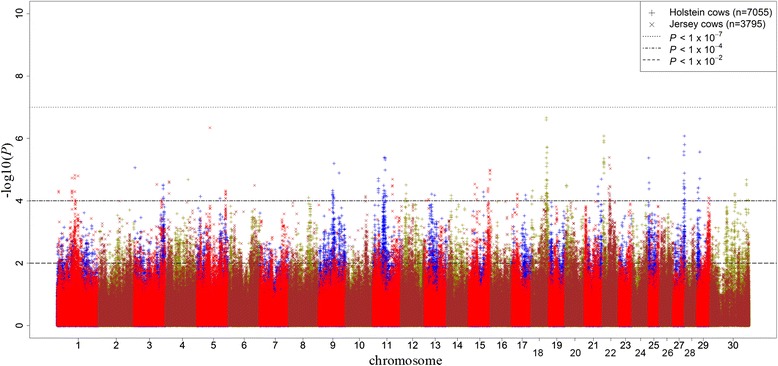 10
8
6
4
2
0
-log10(P)
+ Holstein cows (n=7055)
× Jersey cows (n=3795)
P < 1 x 10⁻⁷
P < 1 x 10⁻⁴
P < 1 x 10⁻²
1 2 3 4 5 6 7 8 9 10 11 12 13 14 15 16 17 18 19 20 21 22 23 24 25 26 27 28 29 30
chromosome